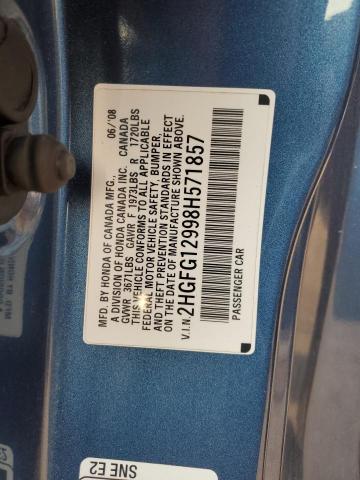 MFD. BY HONDA OF CANADA MFG., 06/08
A DIVISION OF HONDA CANADA INC. CANADA
GVWR 3671LBS GAWR F 1973LBS R 1720LBS
THIS VEHICLE CONFORMS TO ALL APPLICABLE
FEDERAL MOTOR VEHICLE SAFETY, BUMPER,
AND THEFT PREVENTION STANDARDS IN EFFECT
ON THE DATE OF MANUFACTURE SHOWN ABOVE.
V.I.N. 2HGFG12998H571857
PASSENGER CAR
SNE E2